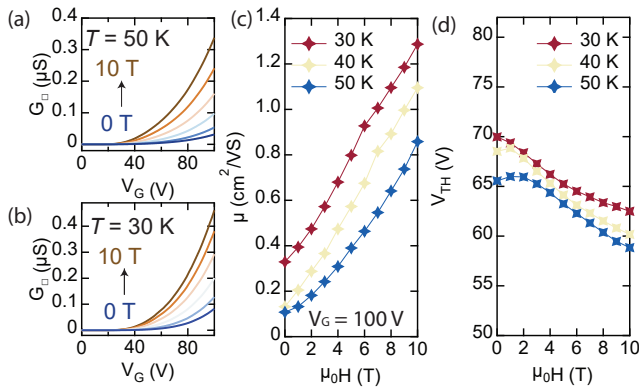 (a)
T = 50 K
10 T
0 T
G□ (µS)
0.4
0.3
0.2
0.1
0
0 40 80
V_G (V)
(b)
T = 30 K
10 T
0 T
G□ (µS)
0.4
0.2
0
0 40 80
V_G (V)
(c)
30 K
40 K
50 K
µ (cm²/VS)
1.4
1.2
1.0
0.8
0.6
0.4
0.2
0
V_G = 100 V
0 2 4 6 8 10
µ₀H (T)
(d)
30 K
40 K
50 K
V_TH (V)
80
75
70
65
60
55
50
0 2 4 6 8 10
µ₀H (T)